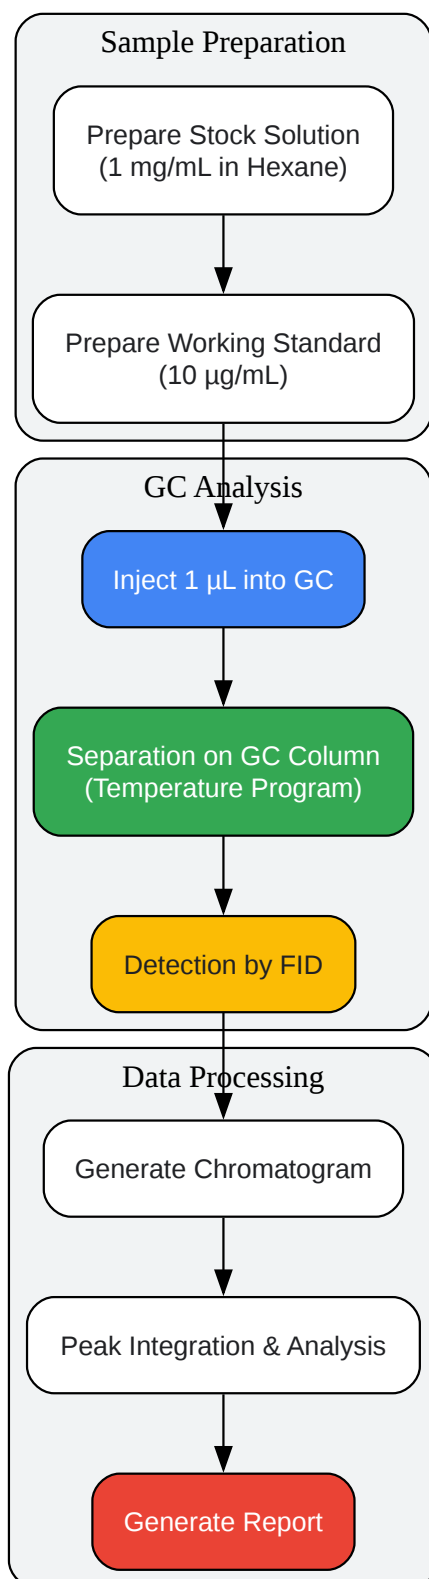 Sample Preparation
Prepare Stock Solution
(1 mg/mL in Hexane)
Prepare Working Standard
(10 µg/mL)
GC Analysis
Inject 1 µL into GC
Separation on GC Column
(Temperature Program)
Detection by FID
Data Processing
Generate Chromatogram
Peak Integration & Analysis
Generate Report